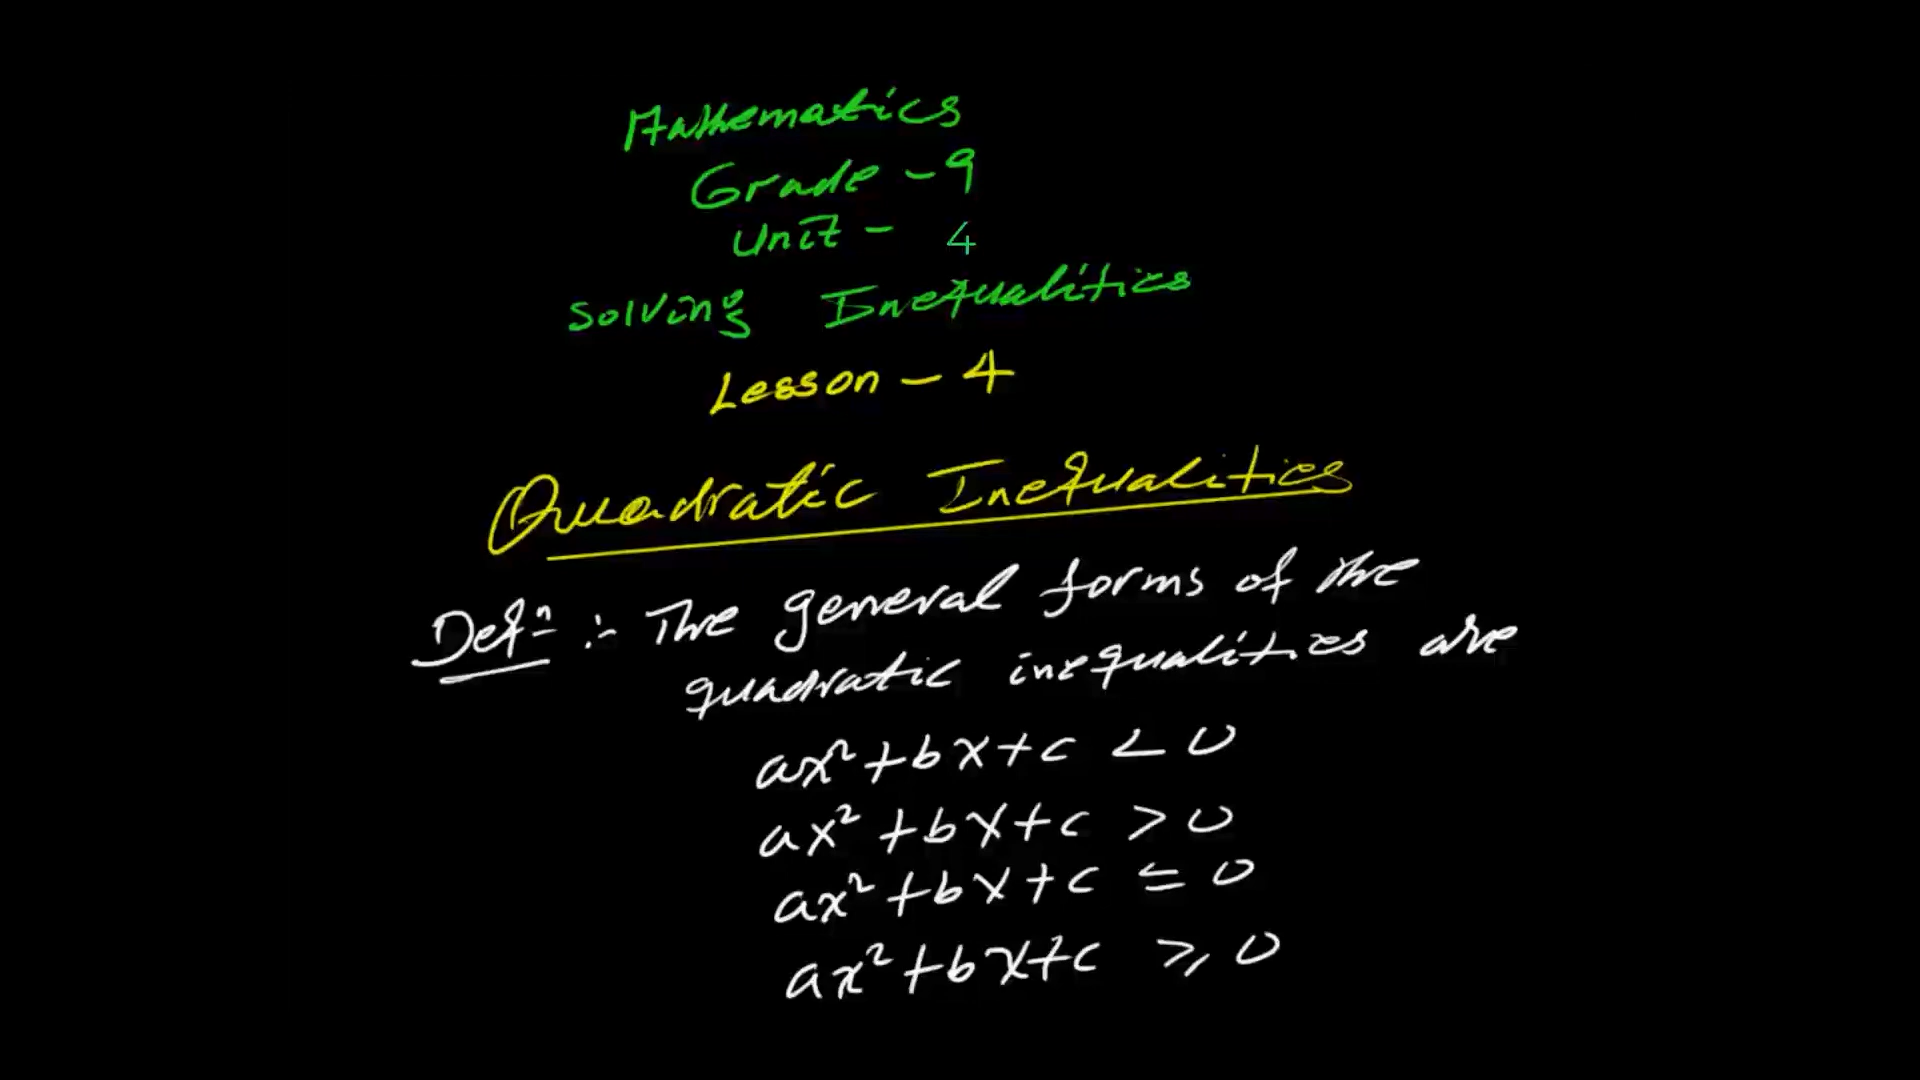 Mathematics
Grade - 9
Unit - 4
Solving Inequalities
Lesson - 4
Quadratic Inequalities
Defⁿ :- The general forms of the
quadratic inequalities are
ax² + bx + c < 0
ax² + bx + c > 0
ax² + bx + c ≤ 0
ax² + bx + c ≥ 0